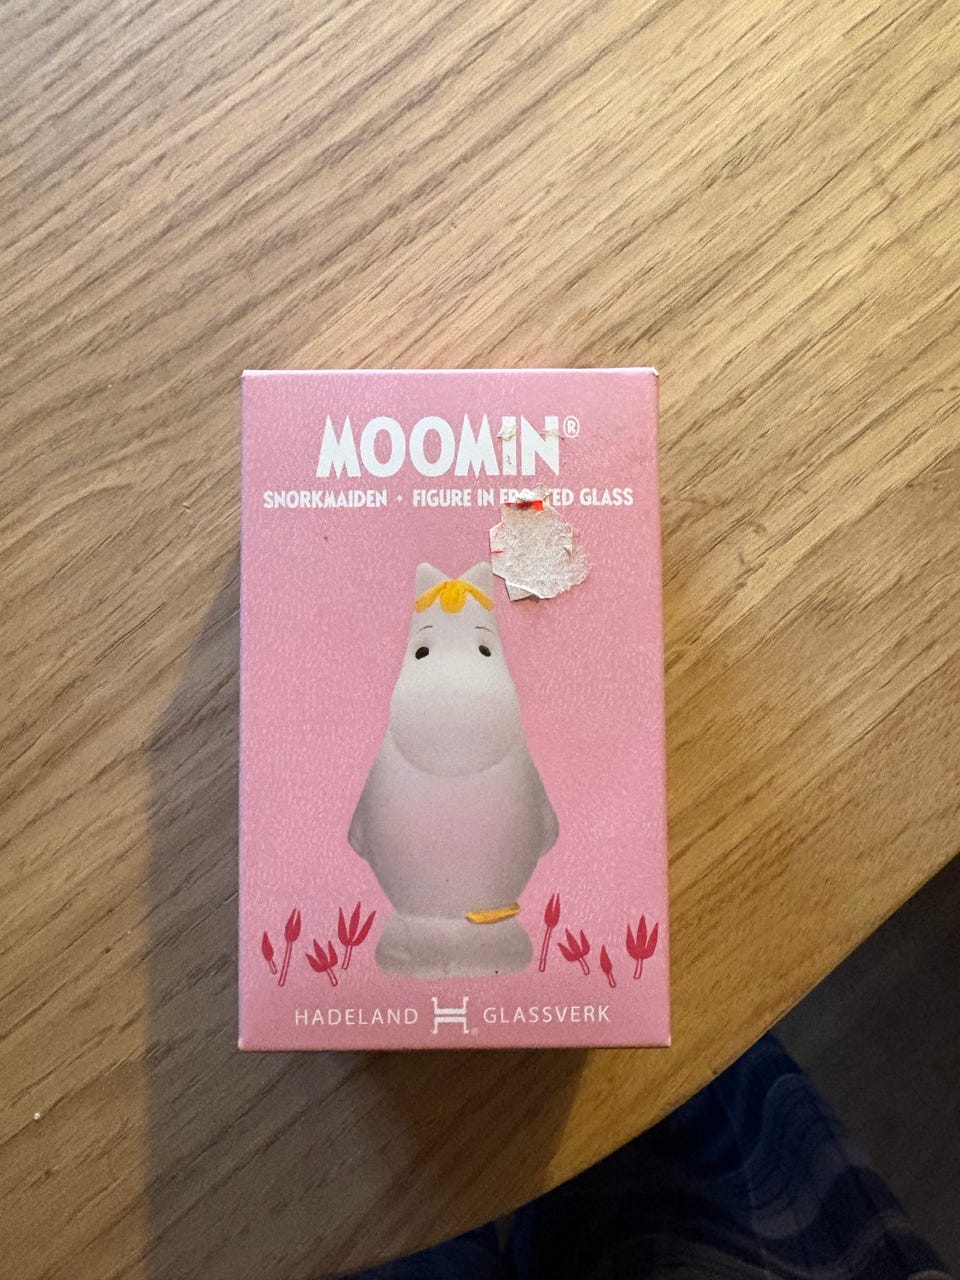 MOOMIN®
SNORKMAIDEN · FIGURE IN GLASS
HADELAND GLASSVERK